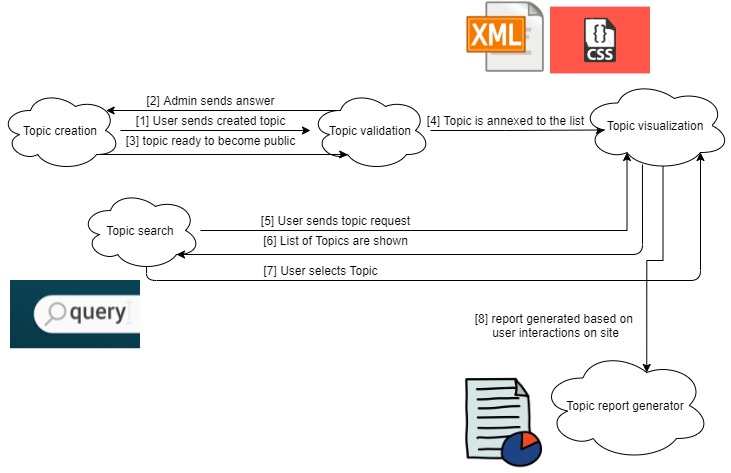 XML
{}
CSS
[2] Admin sends answer
[1] User sends created topic
[3] topic ready to become public
[4] Topic is annexed to the list
Topic creation
Topic validation
Topic visualization
Topic search
[5] User sends topic request
[6] List of Topics are shown
[7] User selects Topic
query
[8] report generated based on
user interactions on site
Topic report generator